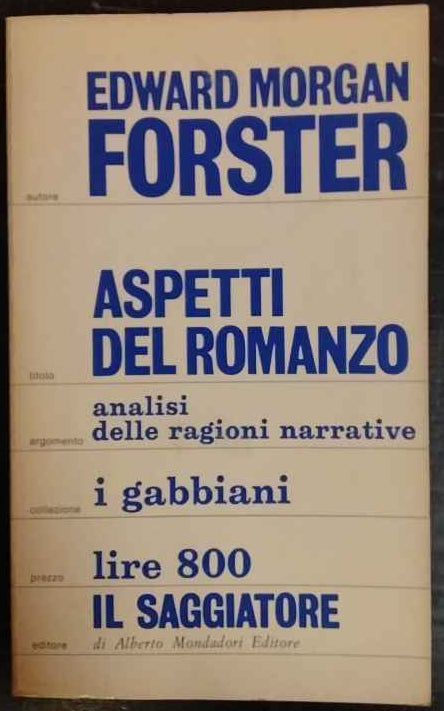 EDWARD MORGAN
FORSTER
autore
ASPETTI
DEL ROMANZO
titolo
analisi
delle ragioni narrative
argomento
i gabbiani
collezione
lire 800
prezzo
IL SAGGIATORE
di Alberto Mondadori Editore
editore